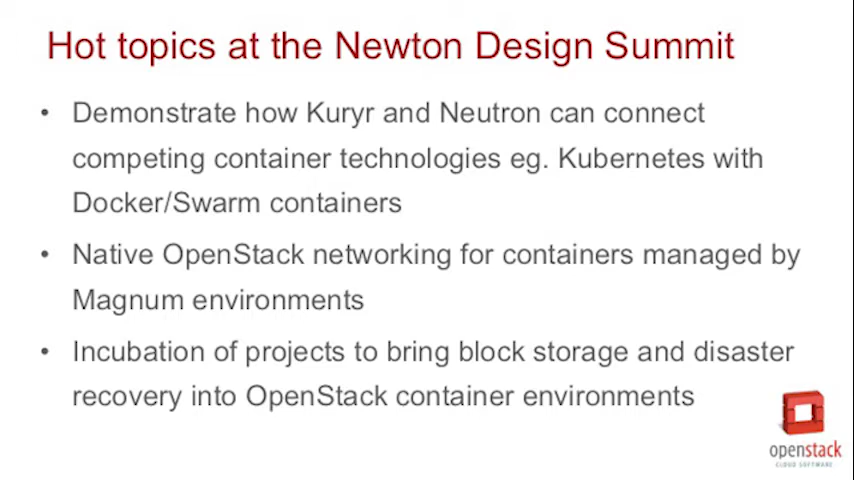 Hot topics at the Newton Design Summit
• Demonstrate how Kuryr and Neutron can connect
competing container technologies eg. Kubernetes with
Docker/Swarm containers
• Native OpenStack networking for containers managed by
Magnum environments
• Incubation of projects to bring block storage and disaster
recovery into OpenStack container environments
openstack
CLOUD SOFTWARE